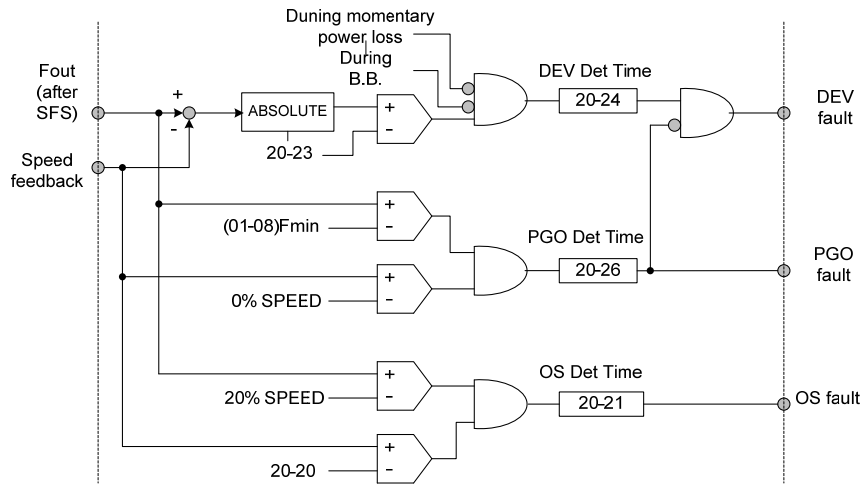 Duning momentary
power loss
During
B.B.
DEV Det Time
Fout
(after
SFS)
+
-
ABSOLUTE
+
-
20-24
DEV
fault
20-23
Speed
feedback
(01-08)Fmin
+
-
PGO Det Time
PGO
fault
20-26
0% SPEED
+
-
OS Det Time
20% SPEED
+
-
20-21
OS fault
20-20
+
-